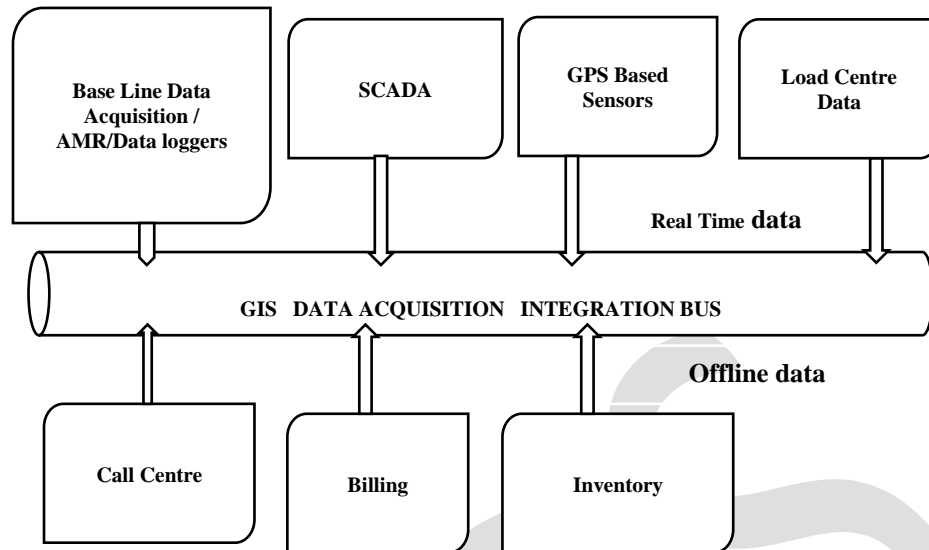 Base Line Data
Acquisition /
AMR/Data loggers
SCADA
GPS Based
Sensors
Load Centre
Data
Real Time data
GIS DATA ACQUISITION INTEGRATION BUS
Offline data
Call Centre
Billing
Inventory